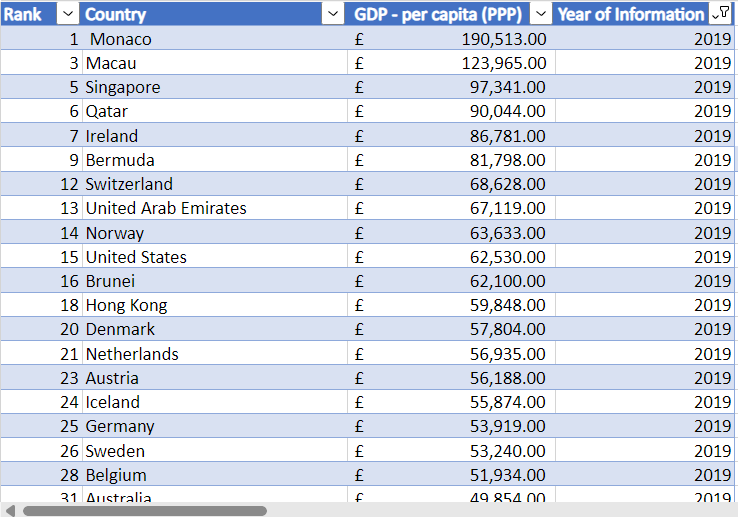 Rank Country GDP - per capita (PPP) Year of Information
1 Monaco £ 190,513.00 2019
3 Macau £ 123,965.00 2019
5 Singapore £ 97,341.00 2019
6 Qatar £ 90,044.00 2019
7 Ireland £ 86,781.00 2019
9 Bermuda £ 81,798.00 2019
12 Switzerland £ 68,628.00 2019
13 United Arab Emirates £ 67,119.00 2019
14 Norway £ 63,633.00 2019
15 United States £ 62,530.00 2019
16 Brunei £ 62,100.00 2019
18 Hong Kong £ 59,848.00 2019
20 Denmark £ 57,804.00 2019
21 Netherlands £ 56,935.00 2019
23 Austria £ 56,188.00 2019
24 Iceland £ 55,874.00 2019
25 Germany £ 53,919.00 2019
26 Sweden £ 53,240.00 2019
28 Belgium £ 51,934.00 2019
31 Australia £ 49,854.00 2019